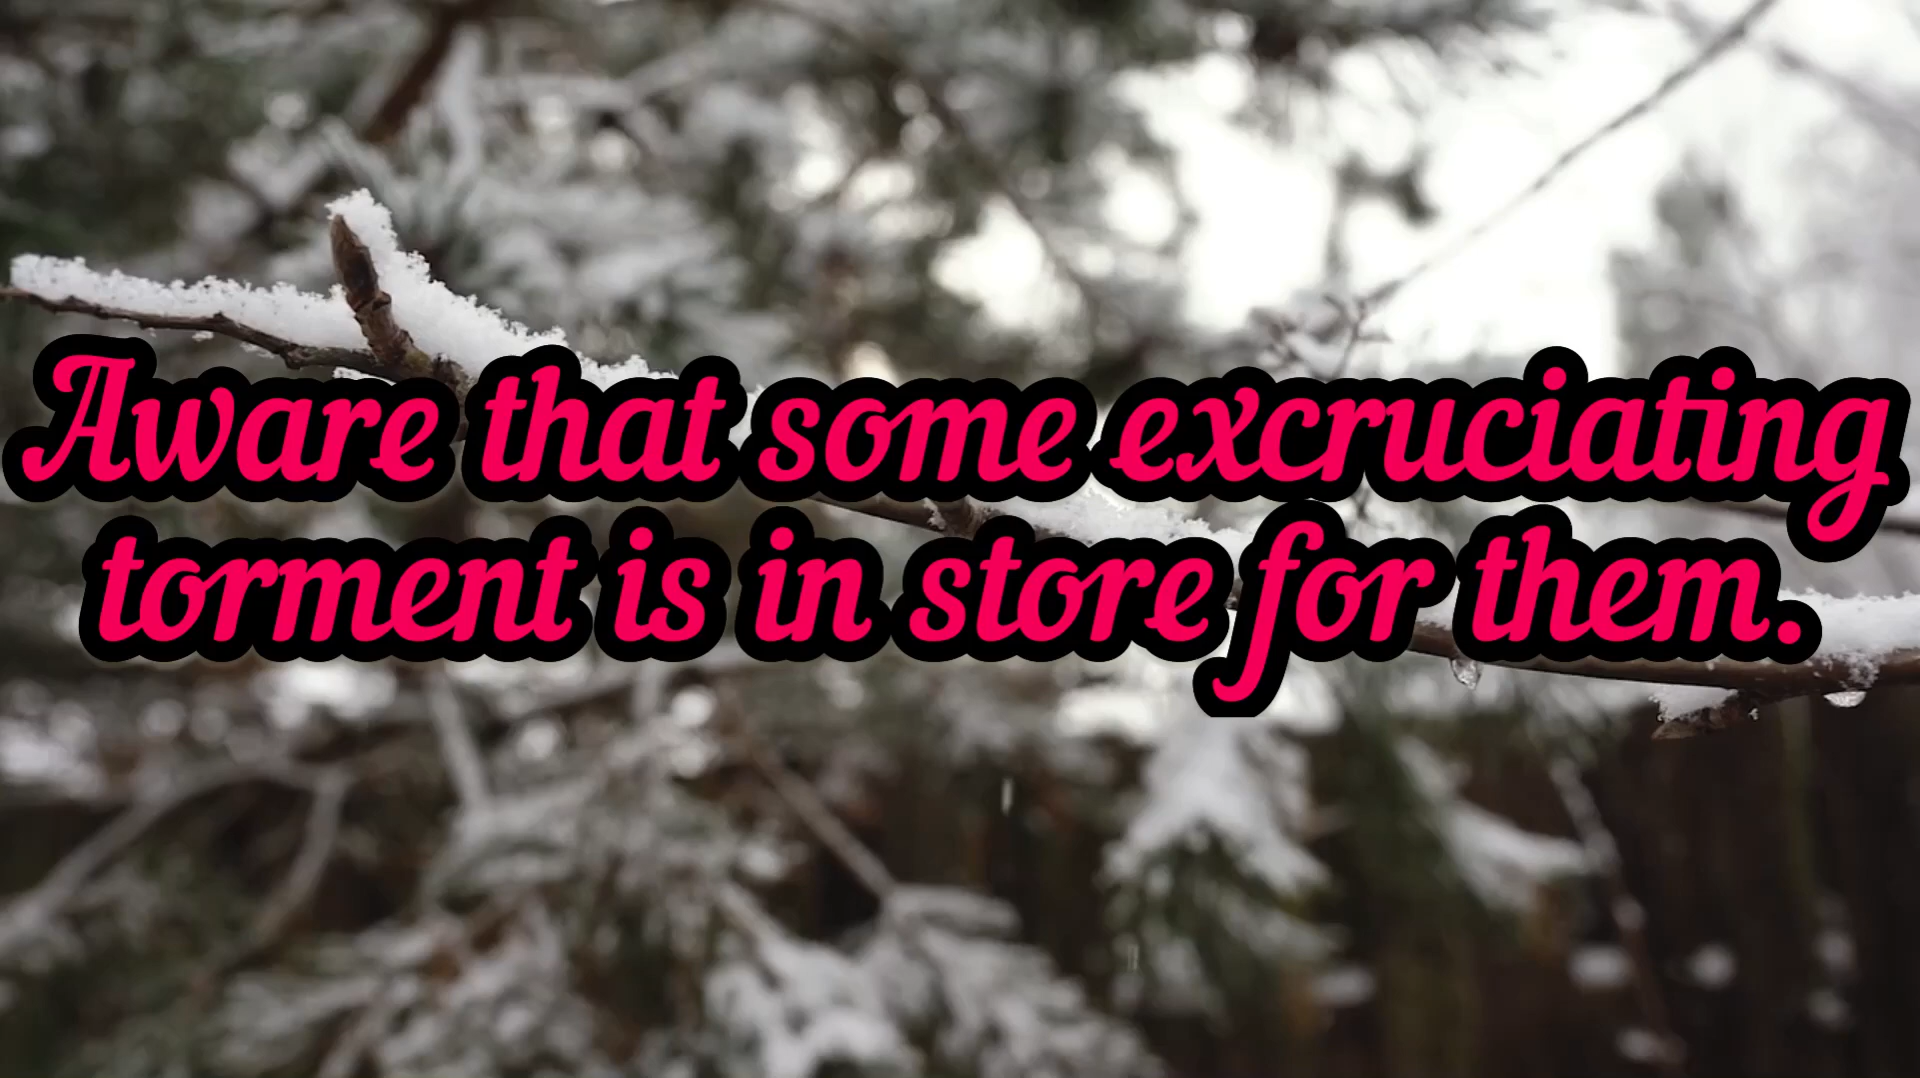 Aware that some excruciating
torment is in store for them.